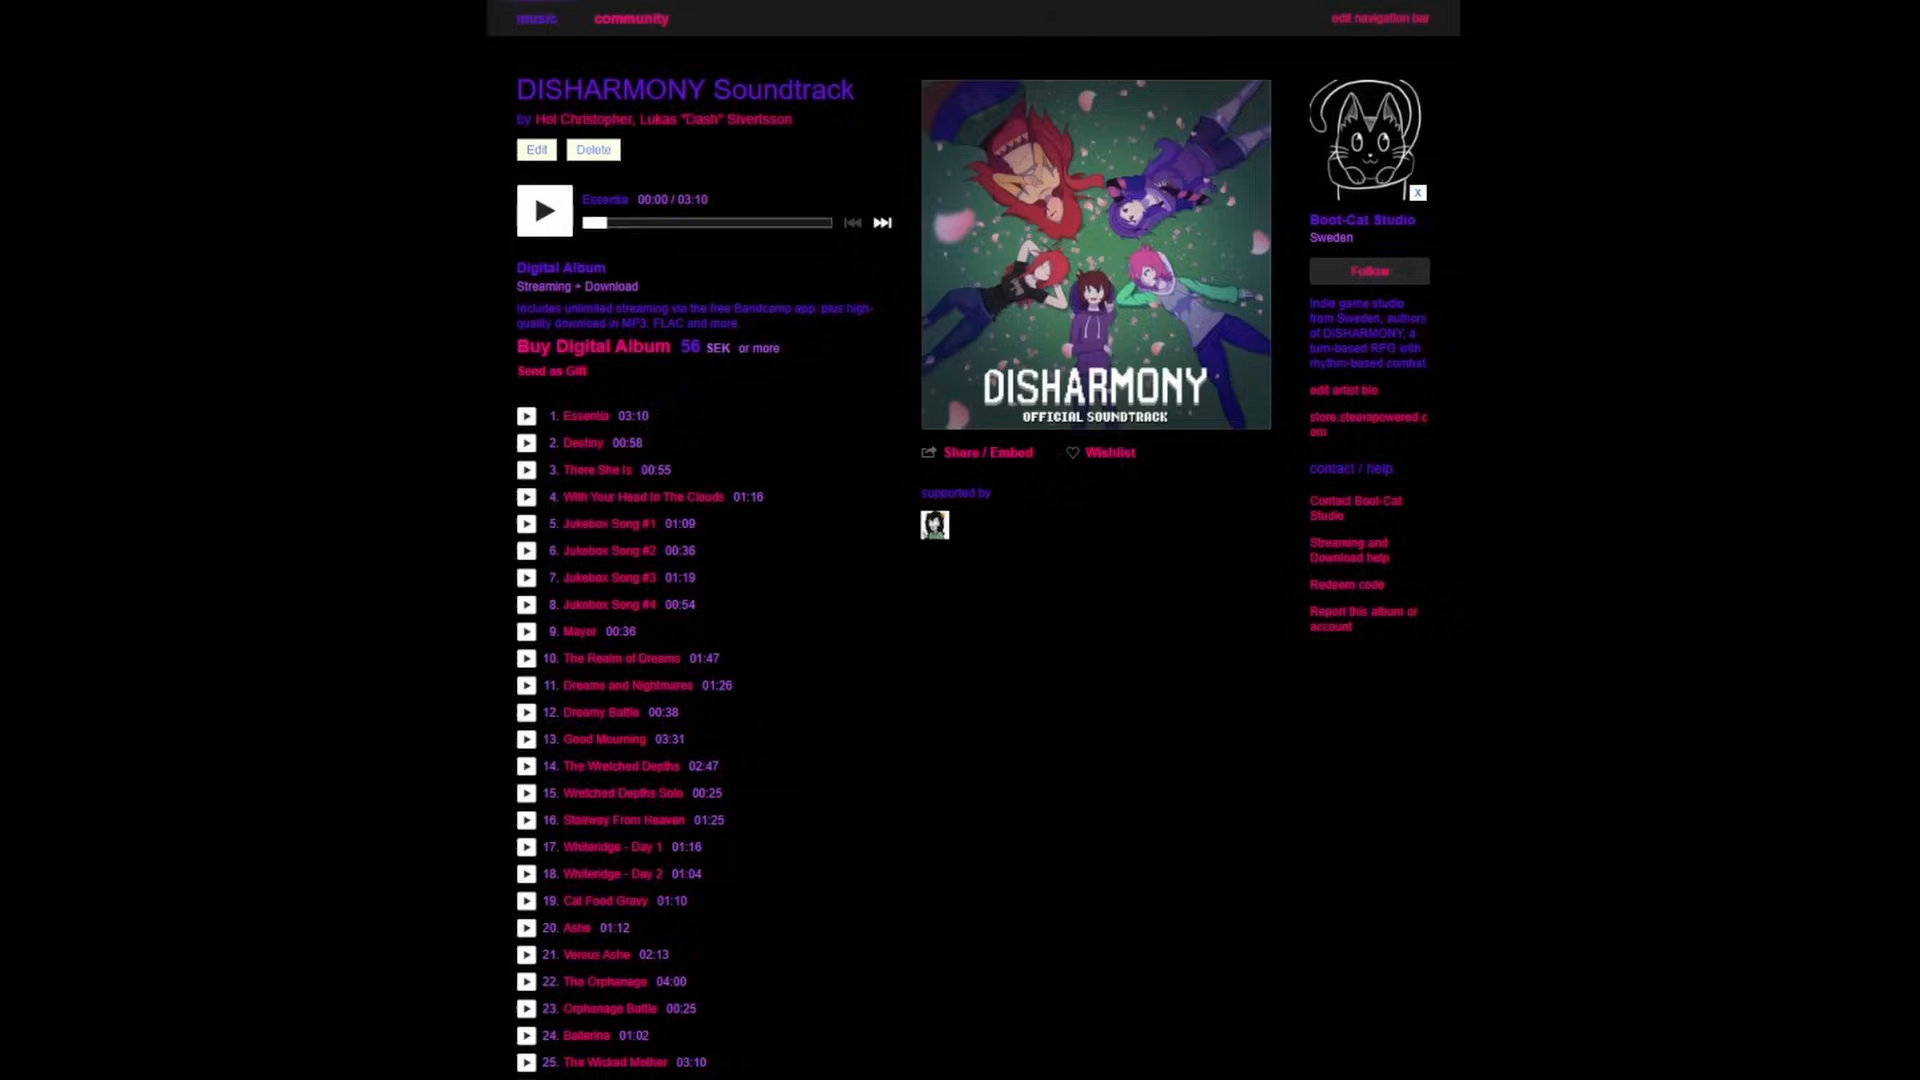 music community edit navigation bar
DISHARMONY Soundtrack
by Hol Christopher, Lukas "Dash" Sivertsson
Edit Delete
Essentia 00:00 / 03:10
Digital Album
Streaming + Download
Includes unlimited streaming via the free Bandcamp app, plus high-
quality download in MP3, FLAC and more.
Buy Digital Album 56 SEK or more
Send as Gift
1. Essentia 03:10
2. Destiny 00:58
3. There She Is 00:55
4. With Your Head In The Clouds 01:16
5. Jukebox Song #1 01:09
6. Jukebox Song #2 00:36
7. Jukebox Song #3 01:19
8. Jukebox Song #4 00:54
9. Mayor 00:36
10. The Realm of Dreams 01:47
11. Dreams and Nightmares 01:26
12. Dreamy Battle 00:38
13. Good Mourning 03:31
14. The Wretched Depths 02:47
15. Wretched Depths Solo 00:25
16. Stairway From Heaven 01:25
17. Whiteridge - Day 1 01:16
18. Whiteridge - Day 2 01:04
19. Cat Food Gravy 01:10
20. Ashe 01:12
21. Versus Ashe 02:13
22. The Orphanage 04:00
23. Orphanage Battle 00:25
24. Ballerina 01:02
25. The Wicked Mother 03:10
DISHARMONY
OFFICIAL SOUNDTRACK
Share / Embed Wishlist
supported by
X
Boot-Cat Studio
Sweden
Follow
Indie game studio
from Sweden, authors
of DISHARMONY, a
turn-based RPG with
rhythm-based combat.
edit artist bio
store.steampowered.c
om
contact / help
Contact Boot-Cat
Studio
Streaming and
Download help
Redeem code
Report this album or
account